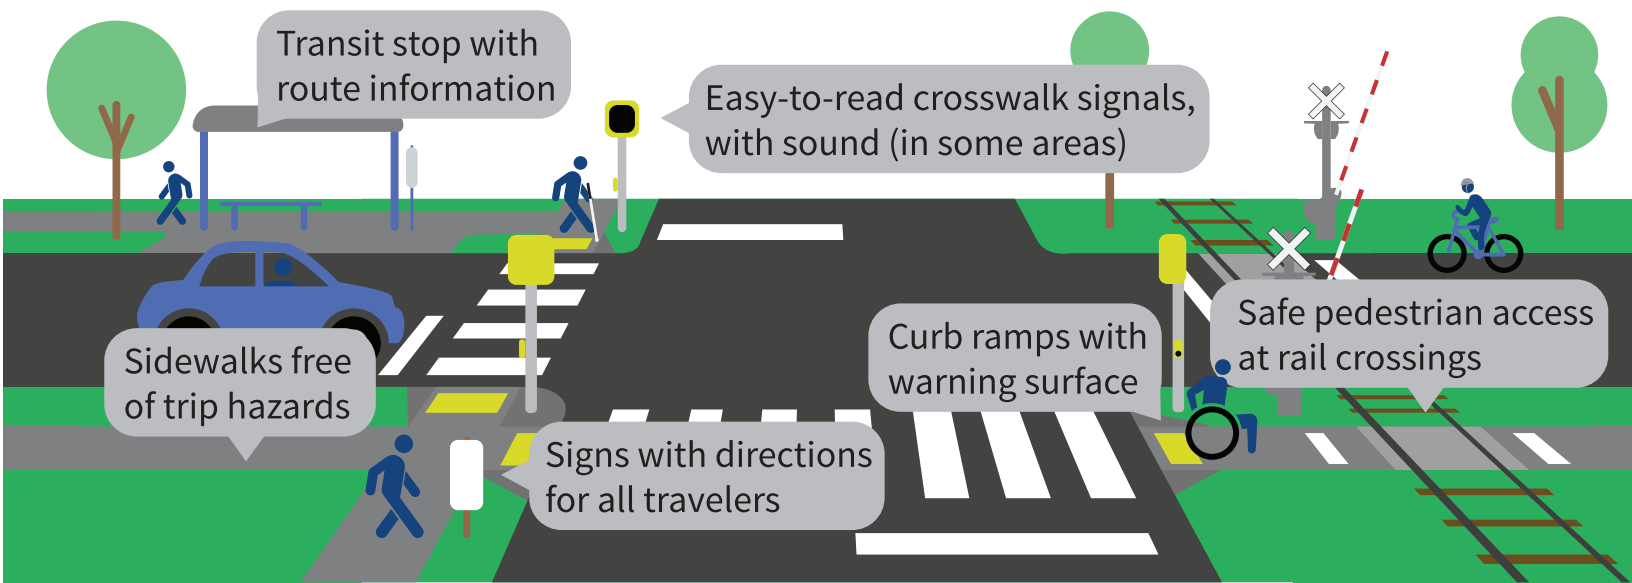 Transit stop with
route information
Easy-to-read crosswalk signals,
with sound (in some areas)
Sidewalks free
of trip hazards
Curb ramps with
warning surface
Safe pedestrian access
at rail crossings
Signs with directions
for all travelers